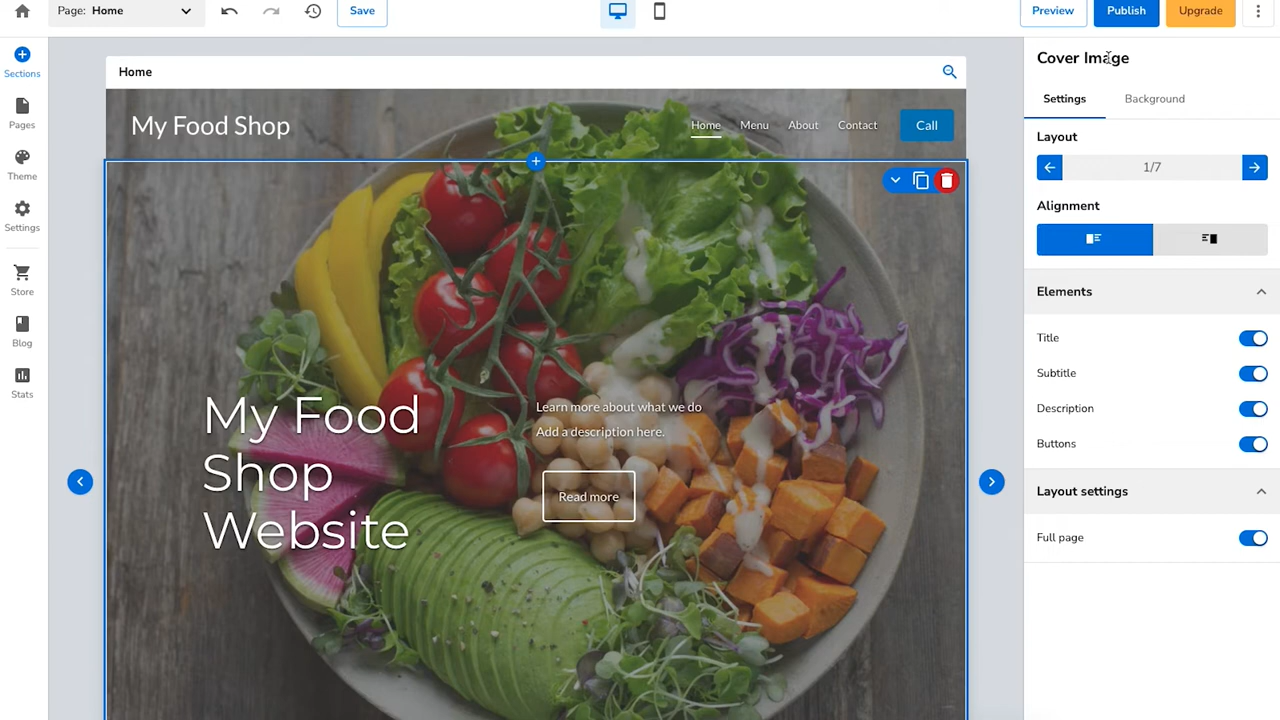 Page: Home
Save
Preview
Publish
Upgrade
Sections
Pages
Theme
Settings
Store
Blog
Stats
Home
My Food Shop
Home
Menu
About
Contact
Call
My Food
Shop
Website
Learn more about what we do
Add a description here.
Read more
Cover Image
Settings
Background
Layout
1/7
Alignment
Elements
Title
Subtitle
Description
Buttons
Layout settings
Full page